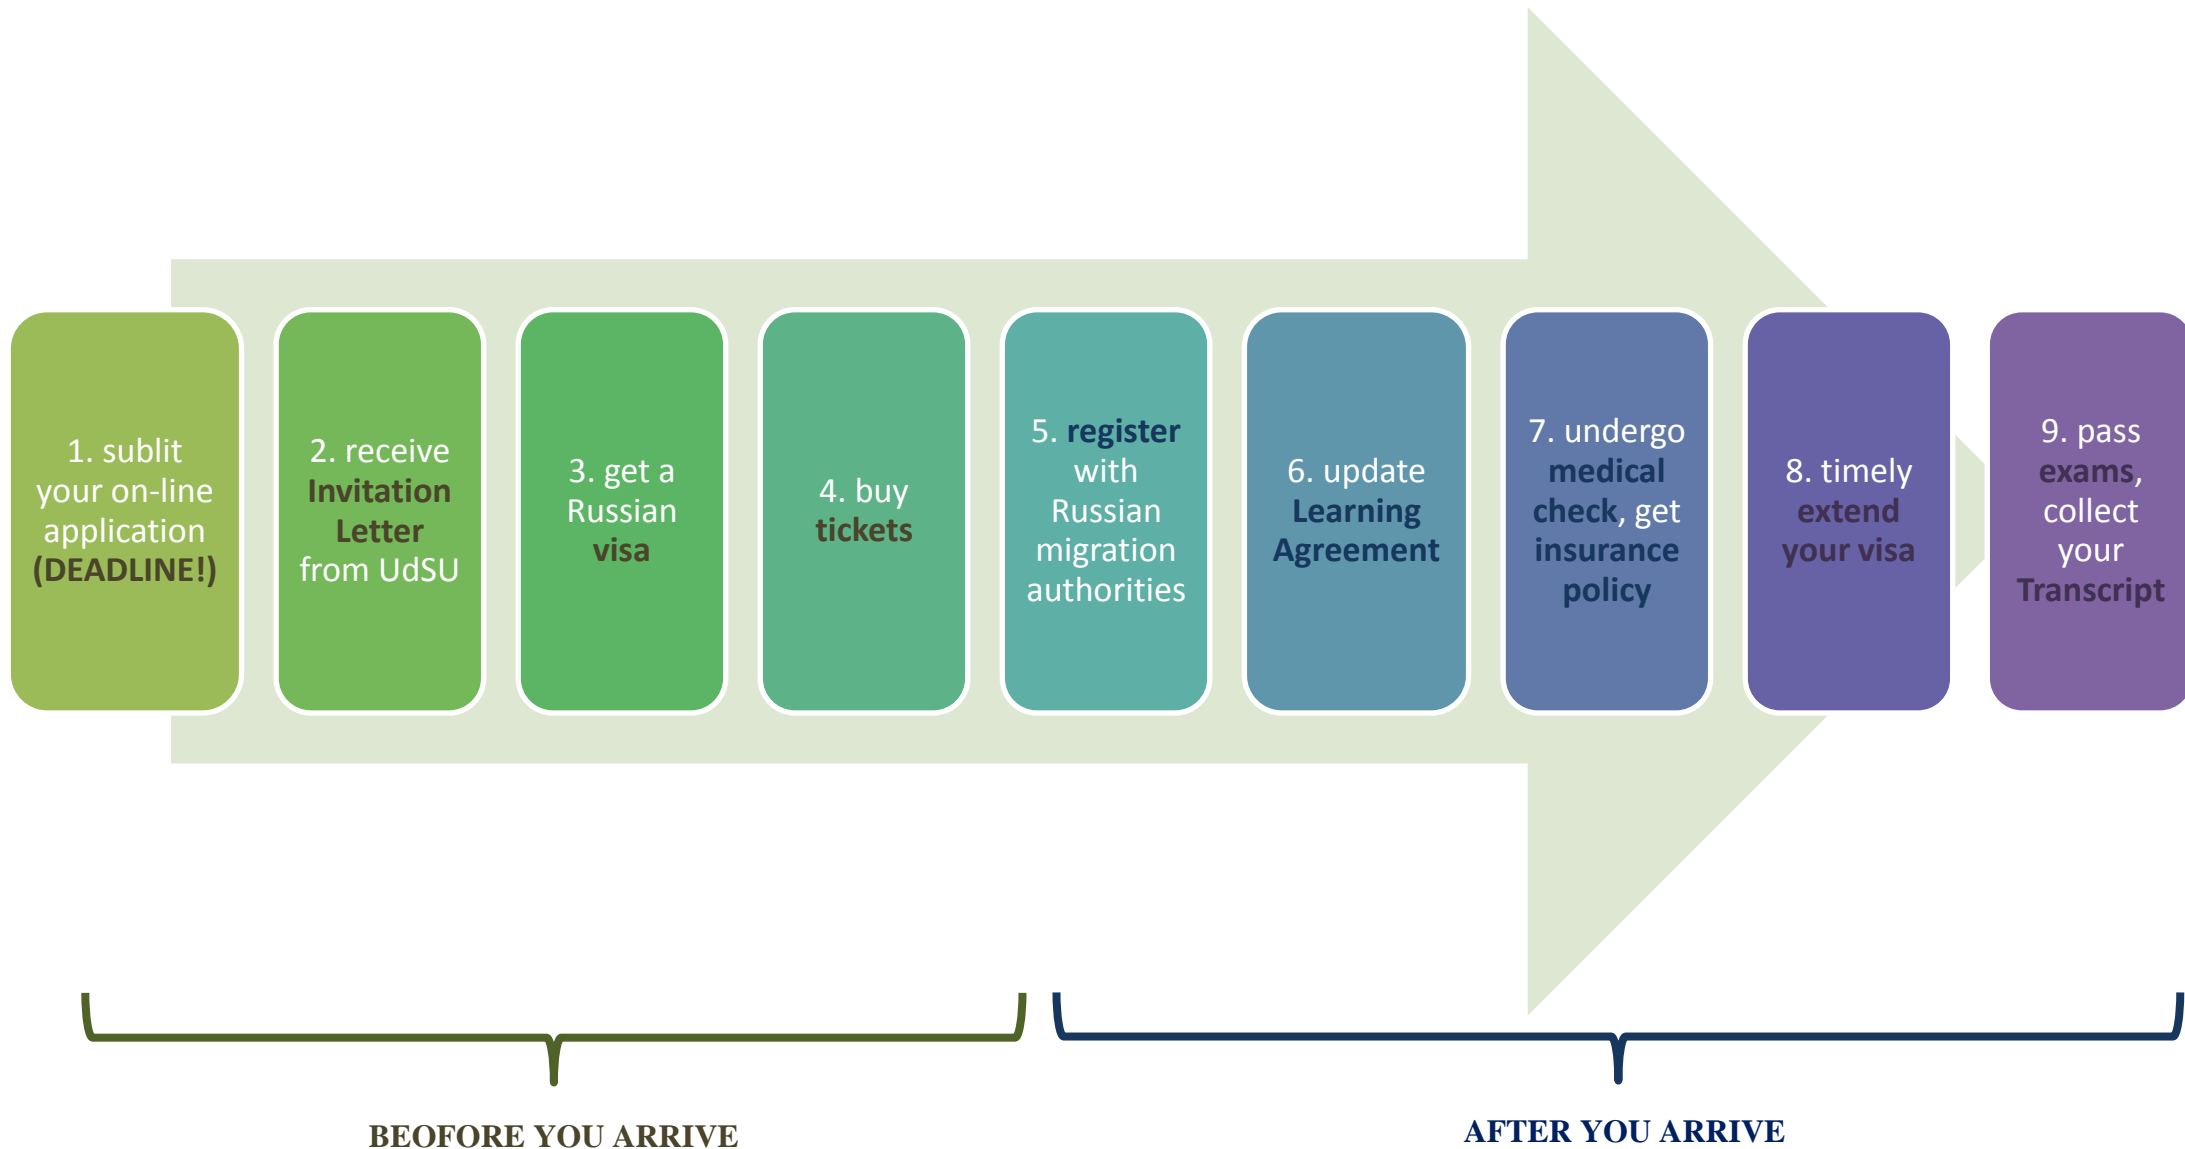 1. sublit
your on-line
application
(DEADLINE!)
2. receive
Invitation
Letter
from UdSU
3. get a
Russian
visa
4. buy
tickets
5. register
with
Russian
migration
authorities
6. update
Learning
Agreement
7. undergo
medical
check, get
insurance
policy
8. timely
extend
your visa
9. pass
exams,
collect
your
Transcript
BEOFORE YOU ARRIVE
AFTER YOU ARRIVE